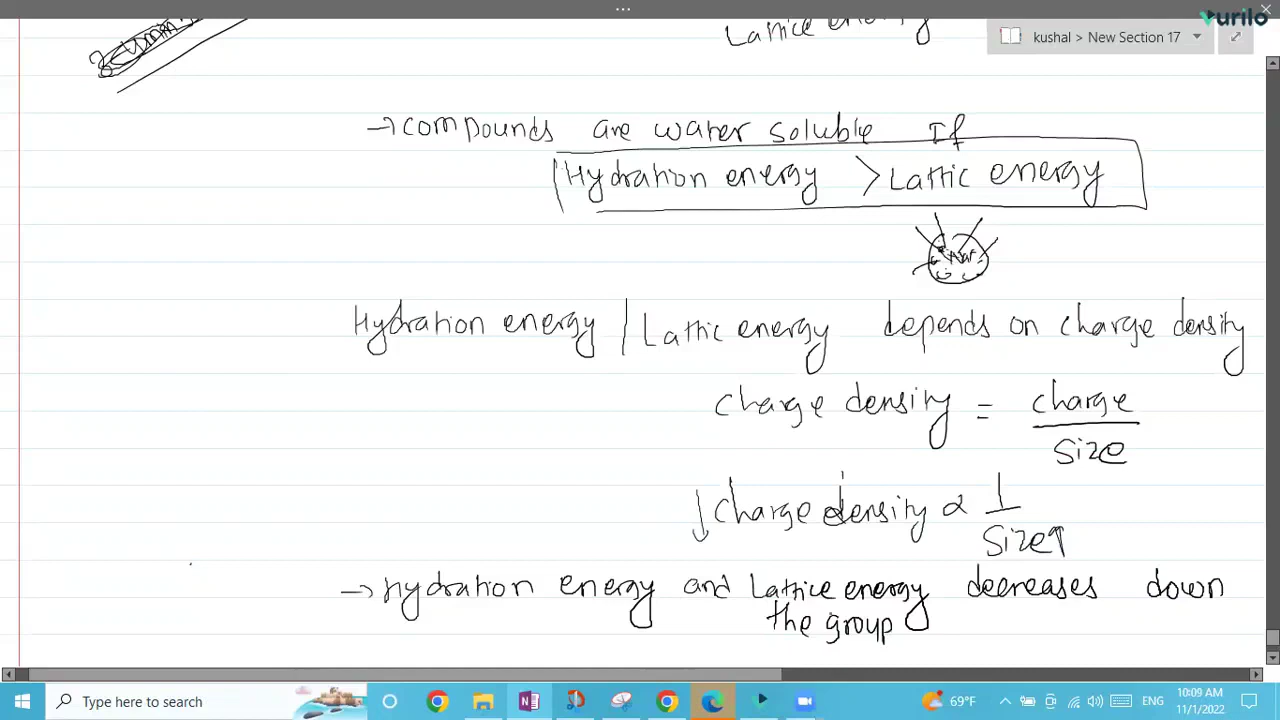 Vurilo
kushal > New Section 17
Lattice energy
→ compounds are water soluble If
Hydration energy > Lattic energy
Hydration energy / Lattic energy depends on charge density
charge density = charge
size
↓ charge density ∝ 1
size↑
→ Hydration energy and Lattice energy decreases down
the group
Type here to search
69°F
ENG
10:09 AM
11/1/2022